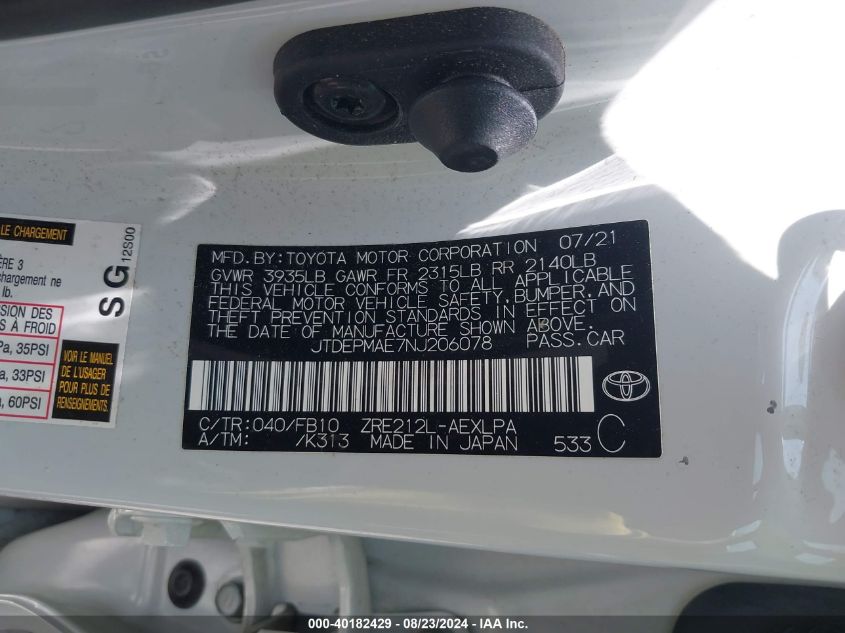 LE CHARGEMENT
ÈRE 3
chargement ne
lb.
SION DES
S À FROID
a, 35PSI
a, 33PSI
a, 60PSI
VOIR LE MANUEL
DE L'USAGER
POUR PLUS DE
RENSEIGNEMENTS.
SG
12S00
MFD. BY: TOYOTA MOTOR CORPORATION 07/21
GVWR 3935LB GAWR FR 2315LB RR 2140LB
THIS VEHICLE CONFORMS TO ALL APPLICABLE
FEDERAL MOTOR VEHICLE SAFETY, BUMPER, AND
THEFT PREVENTION STANDARDS IN EFFECT ON
THE DATE OF MANUFACTURE SHOWN ABOVE.
JTDEPMAE7NJ206078 PASS. CAR
C/TR: 040/FB10 ZRE212L-AEXLPA
A/TM: /K313 MADE IN JAPAN 533 C
000-40182429 - 08/23/2024 - IAA Inc.